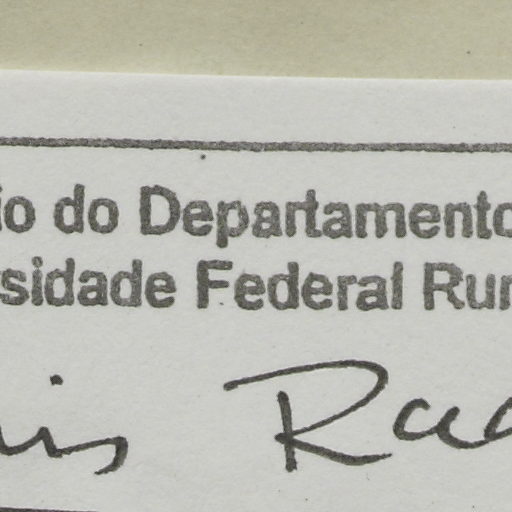 io do Departamento
sidade Federal Rur
is Ra